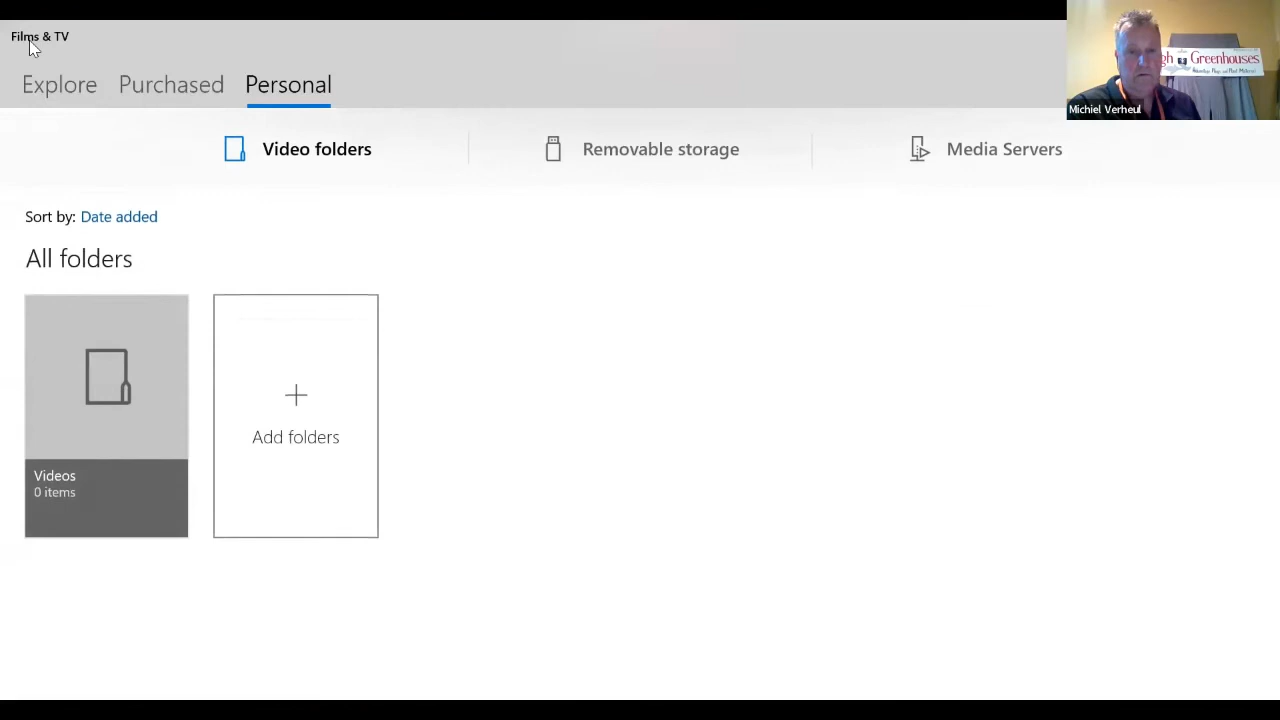 Films & TV
Explore Purchased Personal
gh Greenhouses
Michiel Verheul
Video folders
Removable storage
Media Servers
Sort by: Date added
All folders
Videos
0 items
Add folders